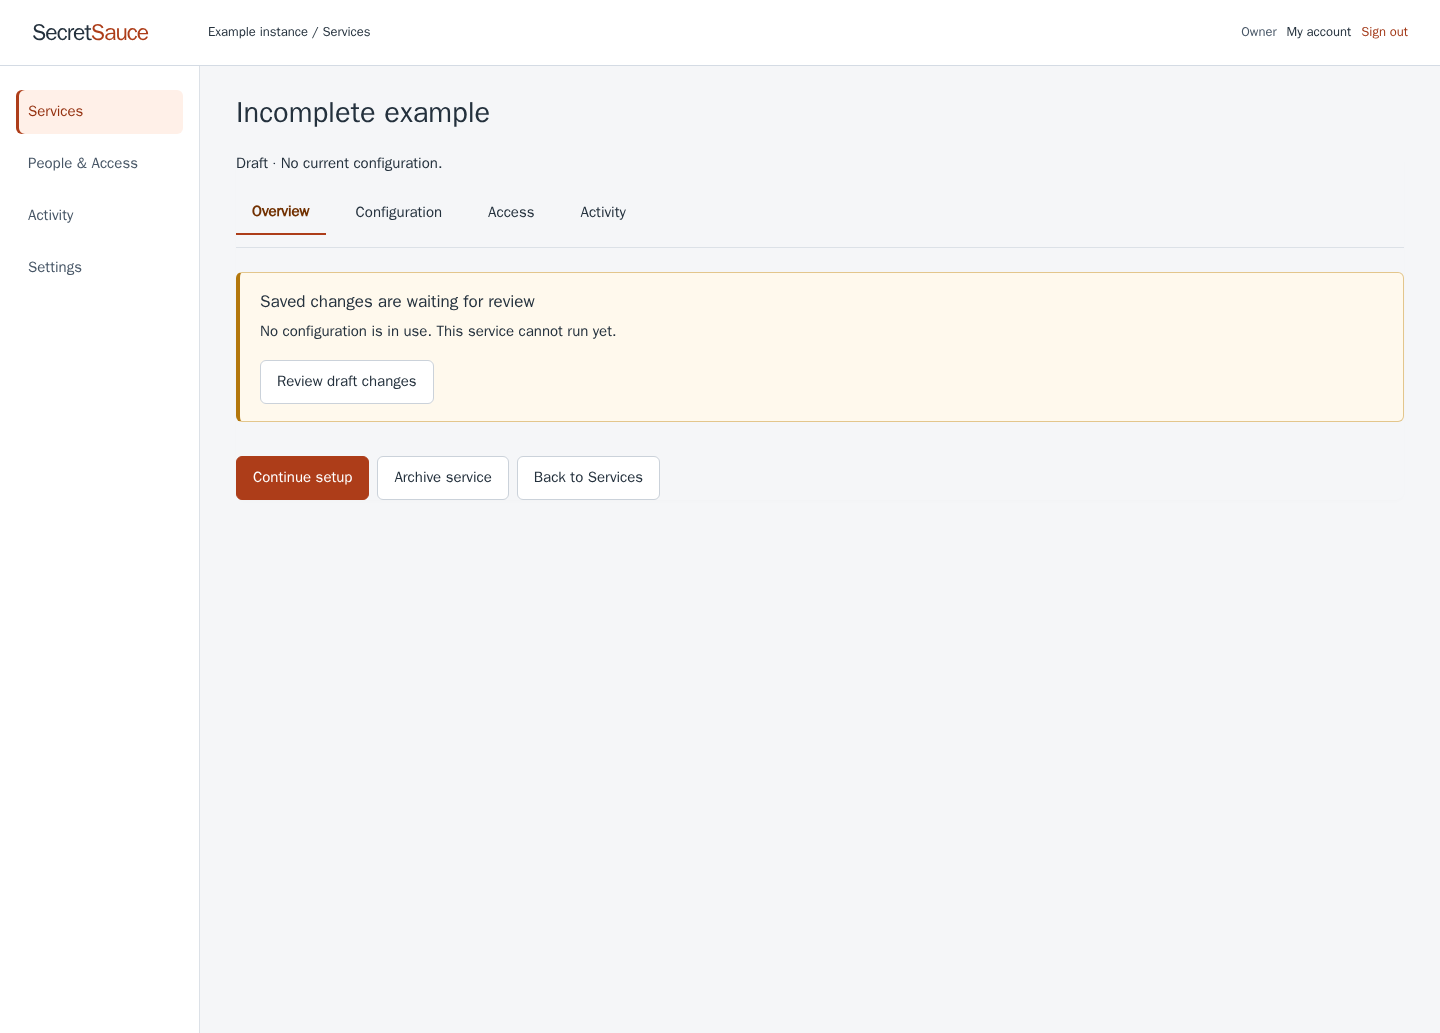 SecretSauce
Example instance / Services
Owner My account Sign out
Services
People & Access
Activity
Settings
Incomplete example
Draft · No current configuration.
Overview Configuration Access Activity
Saved changes are waiting for review
No configuration is in use. This service cannot run yet.
Review draft changes
Continue setup Archive service Back to Services